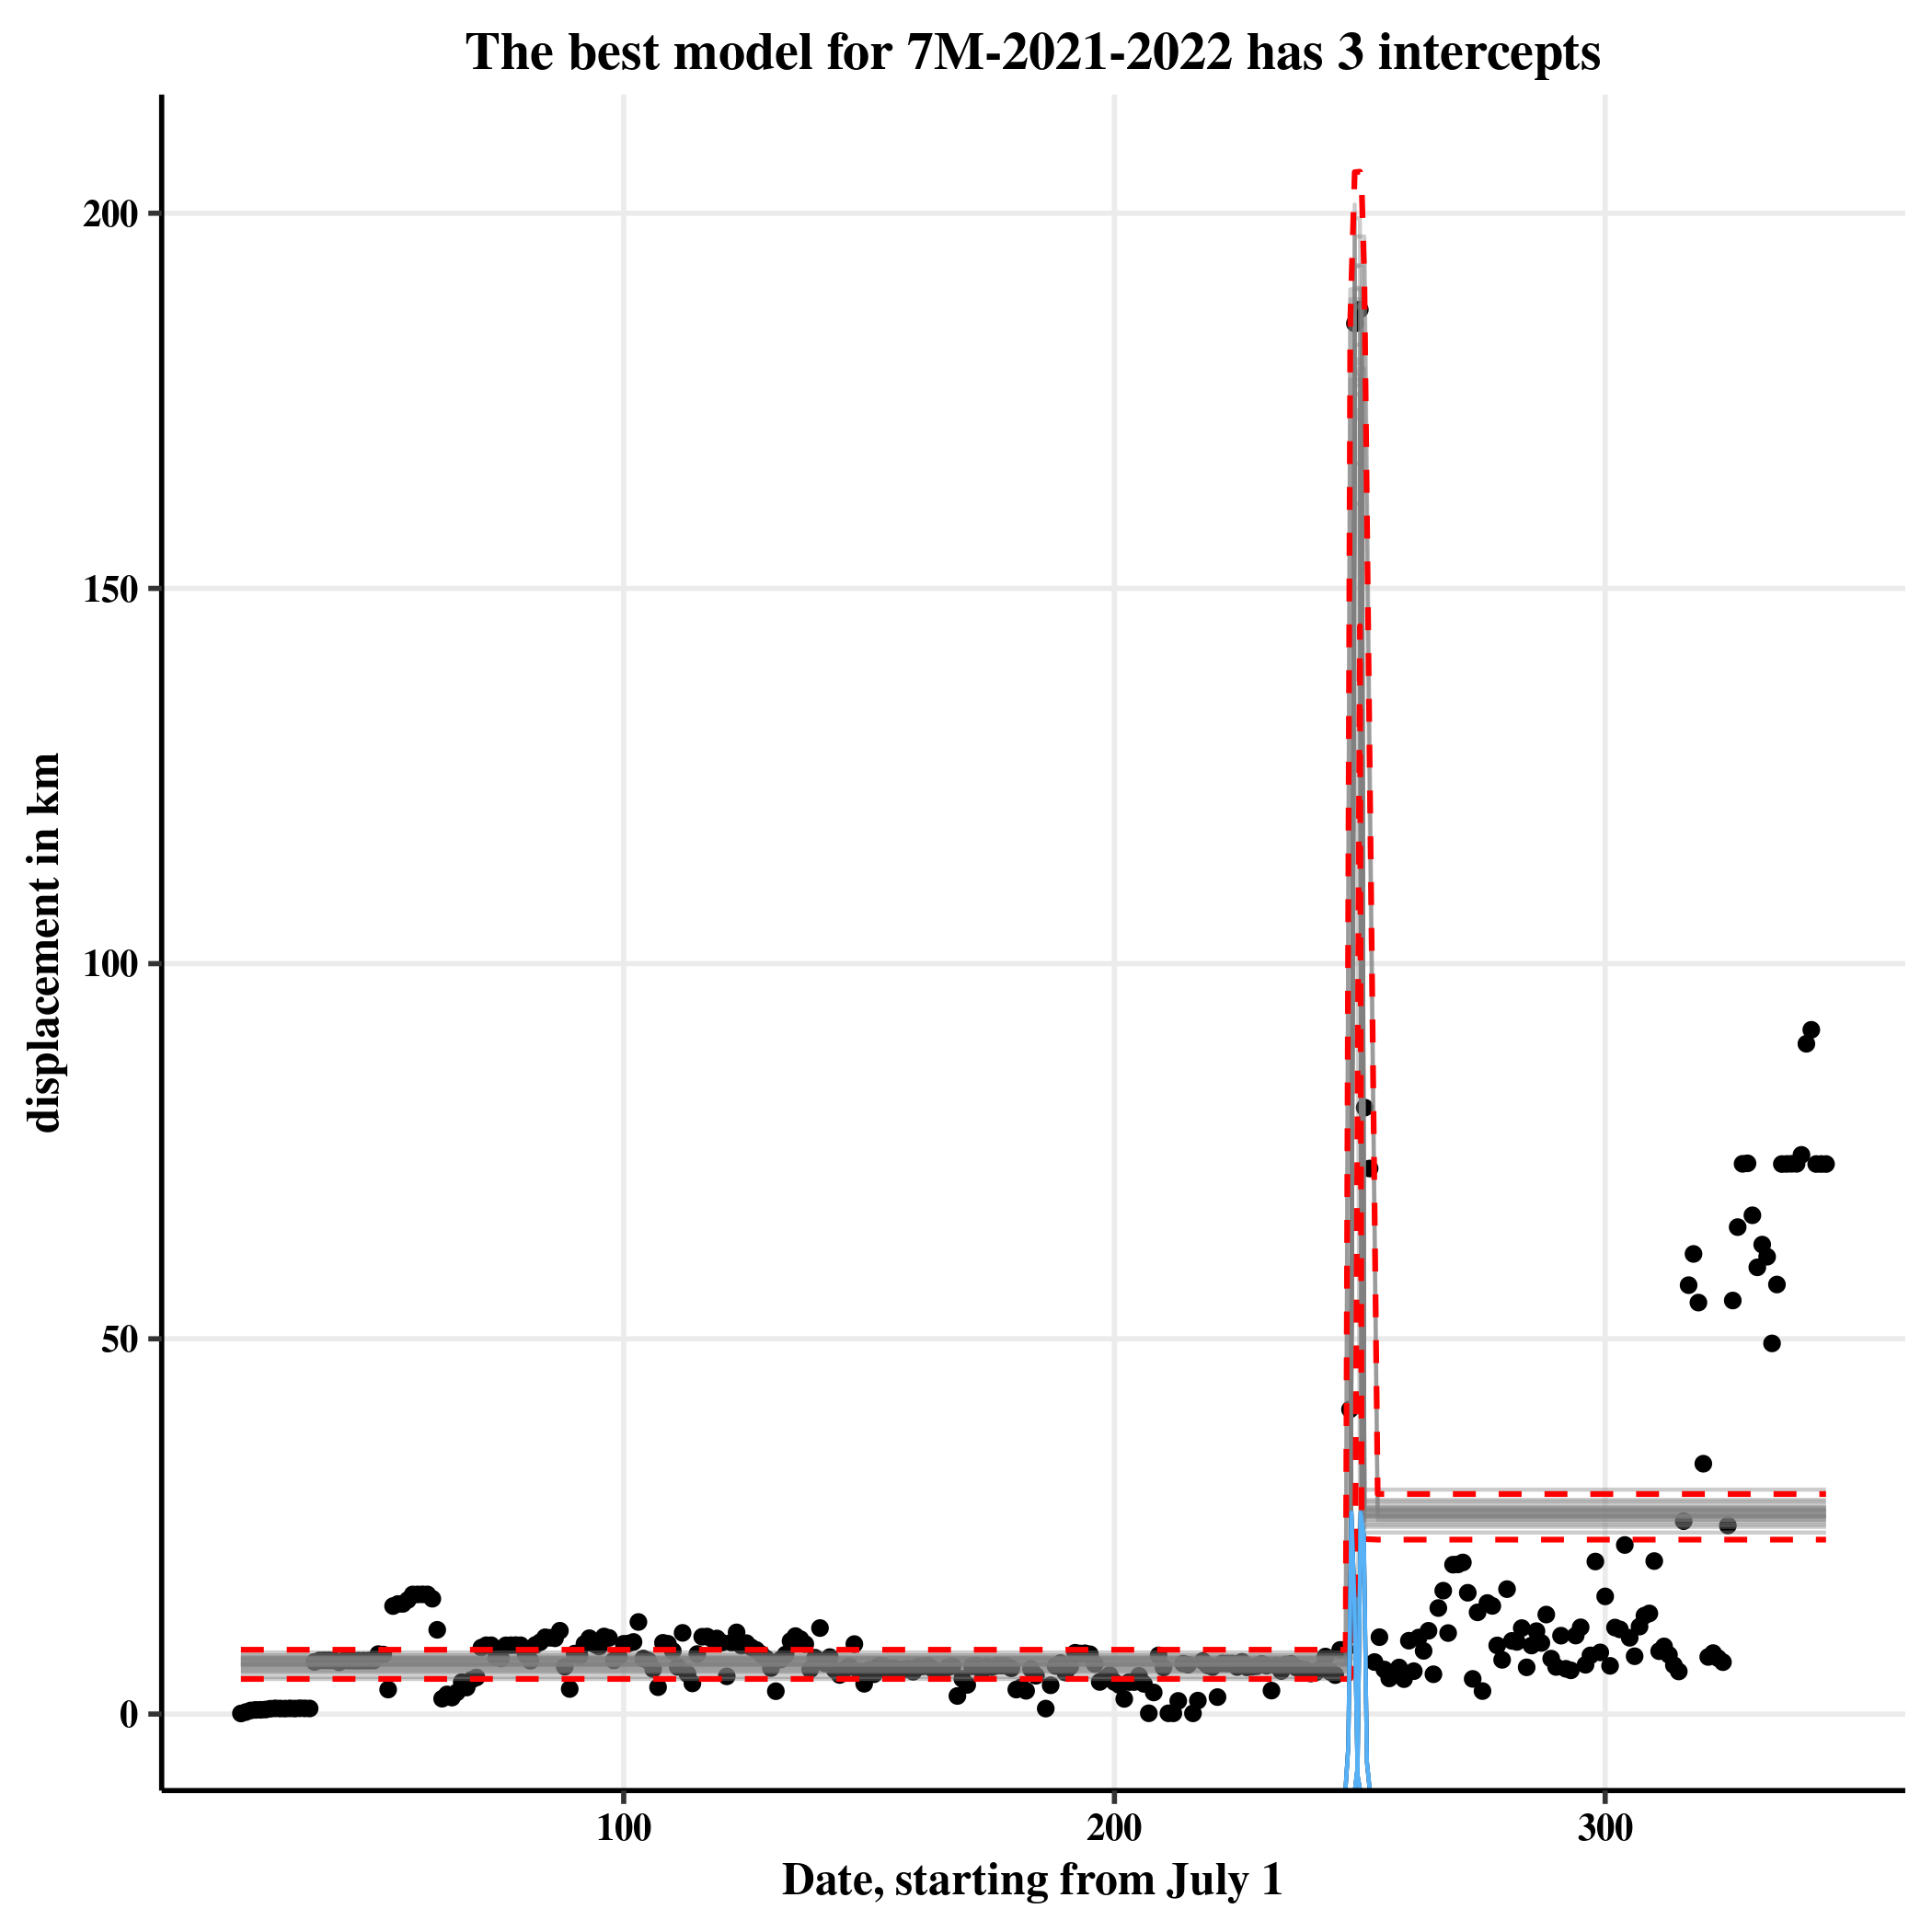 The best model for 7M-2021-2022 has 3 intercepts
200
150
100
50
0
displacement in km
100 200 300
Date, starting from July 1